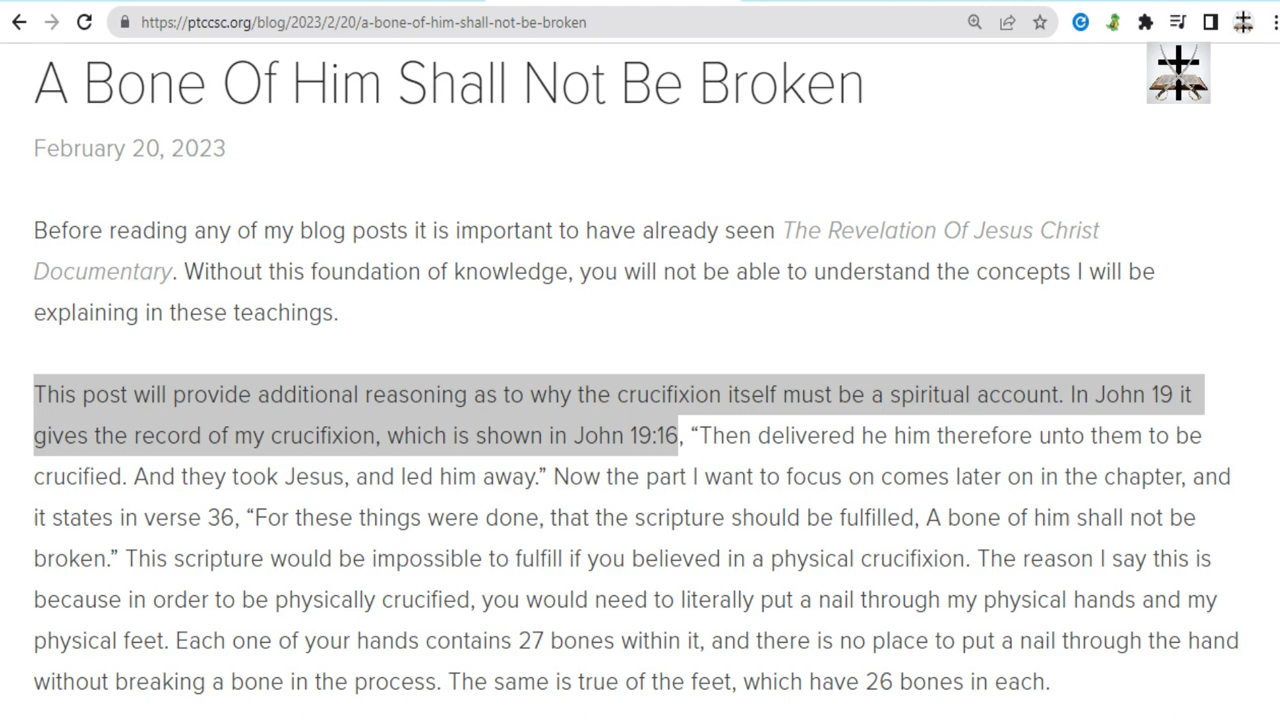 https://ptccsc.org/blog/2023/2/20/a-bone-of-him-shall-not-be-broken
A Bone Of Him Shall Not Be Broken
February 20, 2023
Before reading any of my blog posts it is important to have already seen The Revelation Of Jesus Christ
Documentary. Without this foundation of knowledge, you will not be able to understand the concepts I will be
explaining in these teachings.
This post will provide additional reasoning as to why the crucifixion itself must be a spiritual account. In John 19 it
gives the record of my crucifixion, which is shown in John 19:16, “Then delivered he him therefore unto them to be
crucified. And they took Jesus, and led him away.” Now the part I want to focus on comes later on in the chapter, and
it states in verse 36, “For these things were done, that the scripture should be fulfilled, A bone of him shall not be
broken.” This scripture would be impossible to fulfill if you believed in a physical crucifixion. The reason I say this is
because in order to be physically crucified, you would need to literally put a nail through my physical hands and my
physical feet. Each one of your hands contains 27 bones within it, and there is no place to put a nail through the hand
without breaking a bone in the process. The same is true of the feet, which have 26 bones in each.